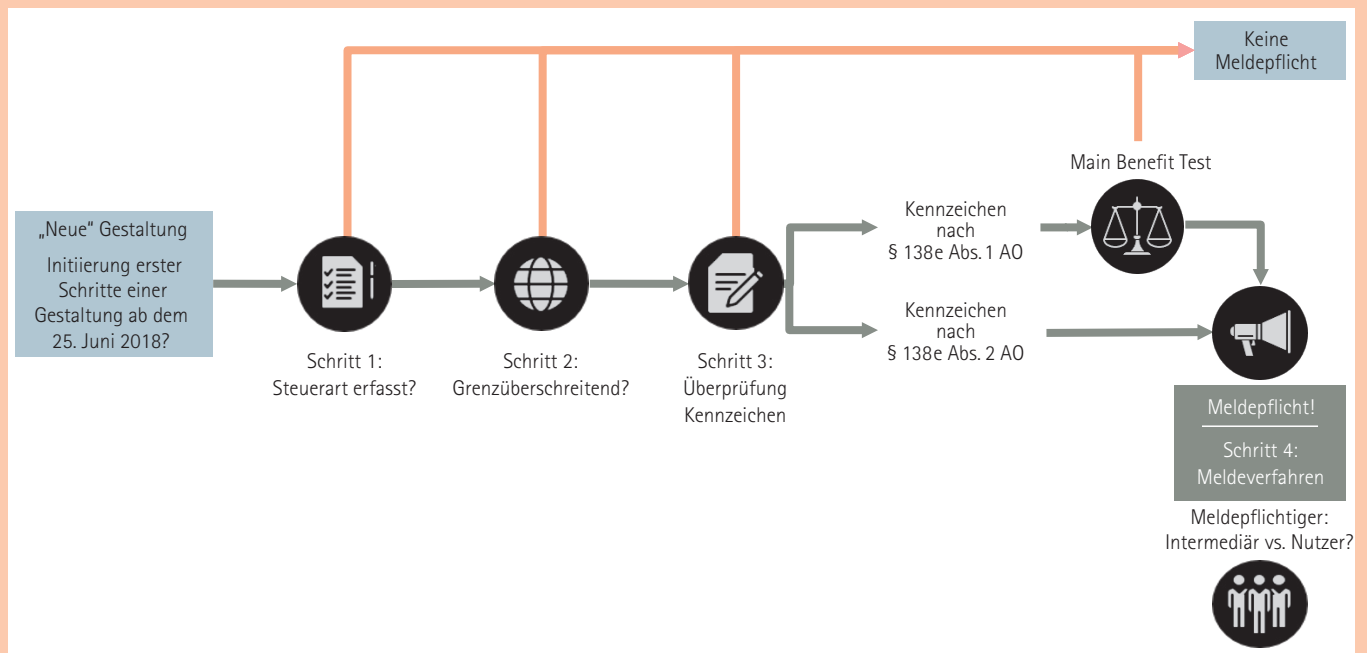 Keine
Meldepflicht
Main Benefit Test
„Neue" Gestaltung
Initiierung erster
Schritte einer
Gestaltung ab dem
25. Juni 2018?
Kennzeichen
nach
§ 138e Abs. 1 AO
Kennzeichen
nach
§ 138e Abs. 2 AO
Schritt 1:
Steuerart erfasst?
Schritt 2:
Grenzüberschreitend?
Schritt 3:
Überprüfung
Kennzeichen
Meldepflicht!
Schritt 4:
Meldeverfahren
Meldepflichtiger:
Intermediär vs. Nutzer?